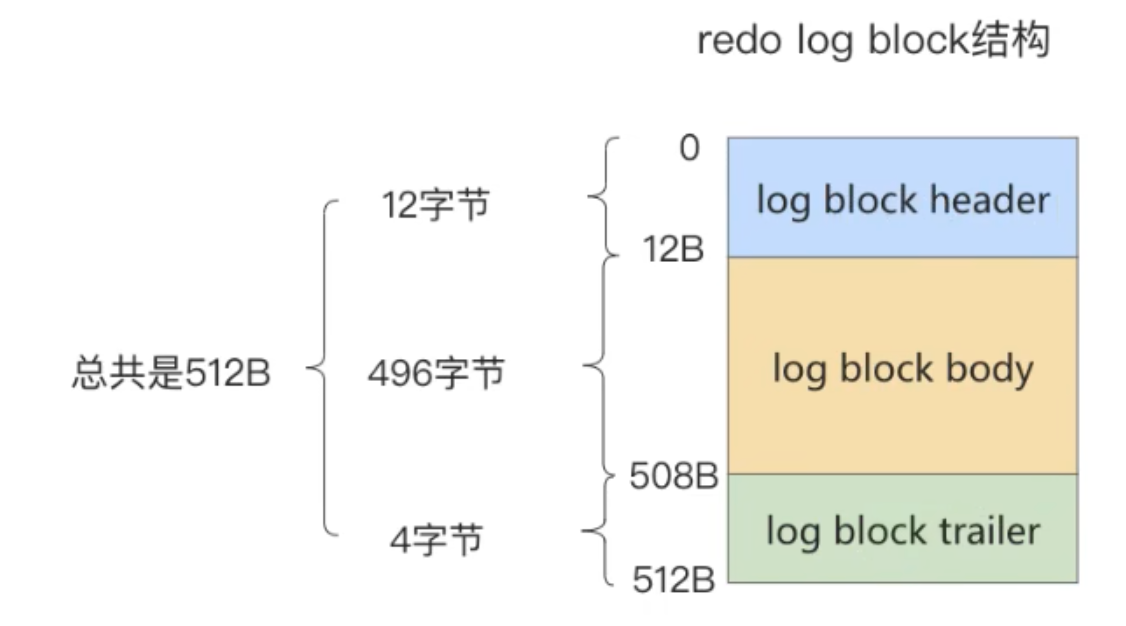 redo log block结构
0
12字节
log block header
12B
总共是512B
496字节
log block body
508B
4字节
log block trailer
512B